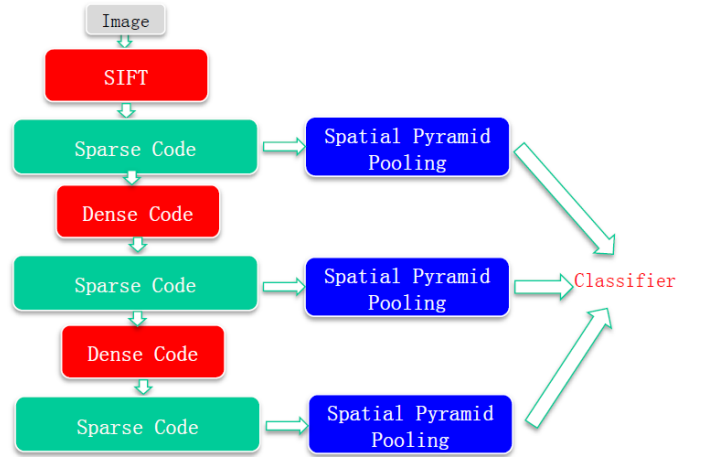 Image
SIFT
Sparse Code
Spatial Pyramid
Pooling
Dense Code
Sparse Code
Spatial Pyramid
Pooling
Classifier
Dense Code
Sparse Code
Spatial Pyramid
Pooling